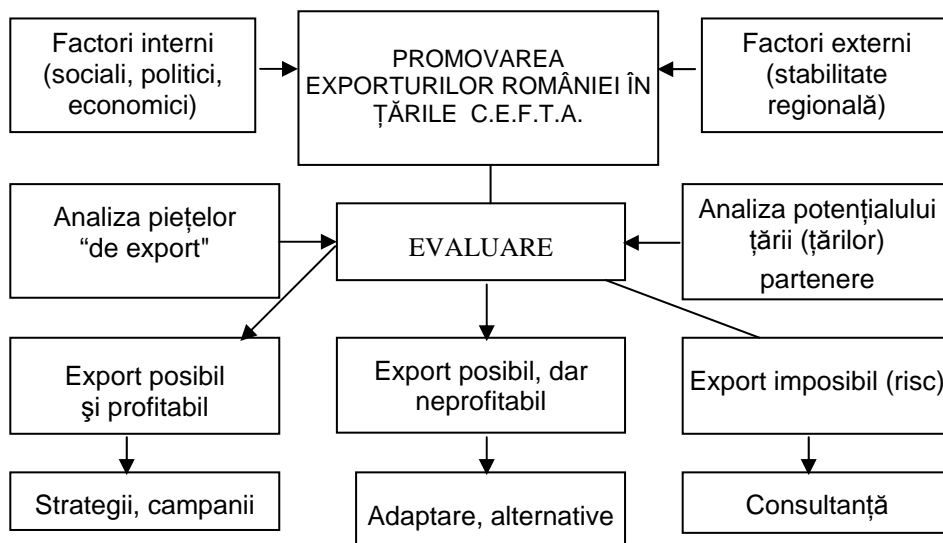 Factori interni
(sociali, politici,
economici)
PROMOVAREA
EXPORTURILOR ROMÂNIEI ÎN
ȚĂRILE C.E.F.T.A.
Factori externi
(stabilitate
regională)
Analiza piețelor
“de export"
EVALUARE
Analiza potențialului
țării (țărilor)
partenere
Export posibil
şi profitabil
Export posibil, dar
neprofitabil
Export imposibil (risc)
Strategii, campanii
Adaptare, alternative
Consultanță